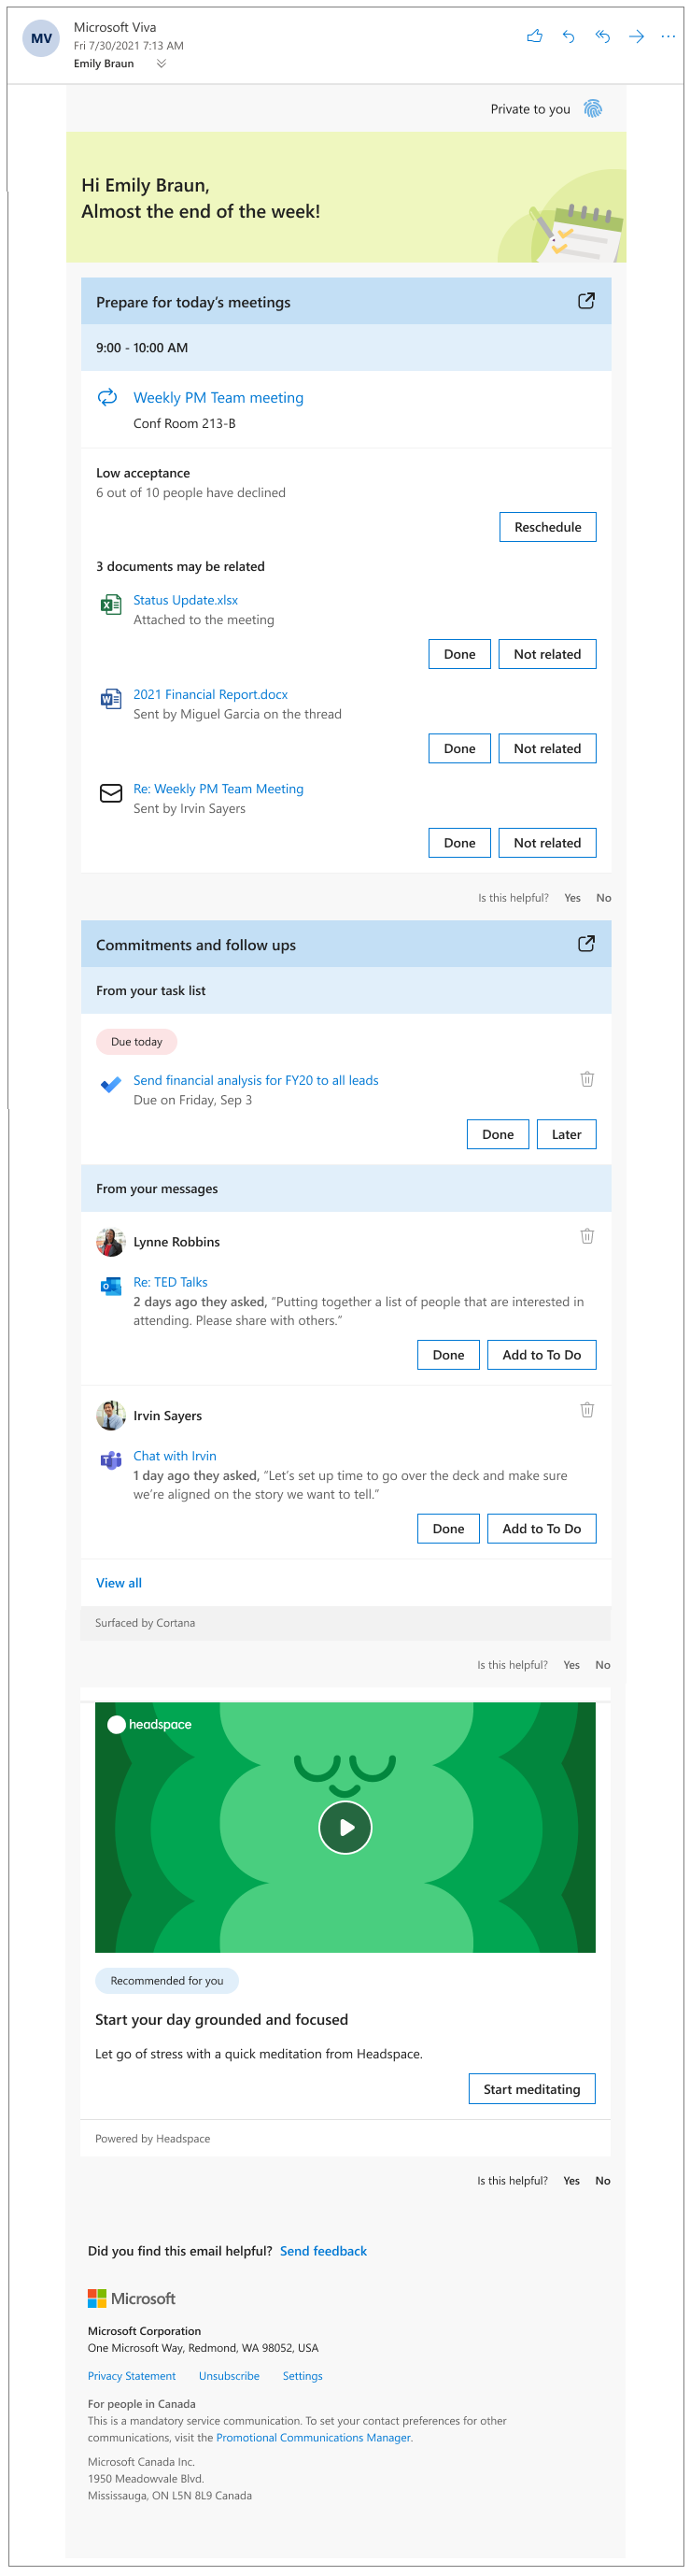 MV
Microsoft Viva
Fri 7/30/2021 7:13 AM
Emily Braun
Private to you
Hi Emily Braun,
Almost the end of the week!
Prepare for today’s meetings
9:00 - 10:00 AM
Weekly PM Team meeting
Conf Room 213-B
Low acceptance
6 out of 10 people have declined
Reschedule
3 documents may be related
Status Update.xlsx
Attached to the meeting
Done Not related
2021 Financial Report.docx
Sent by Miguel Garcia on the thread
Done Not related
Re: Weekly PM Team Meeting
Sent by Irvin Sayers
Done Not related
Is this helpful? Yes No
Commitments and follow ups
From your task list
Due today
Send financial analysis for FY20 to all leads
Due on Friday, Sep 3
Done Later
From your messages
Lynne Robbins
Re: TED Talks
2 days ago they asked, “Putting together a list of people that are interested in
attending. Please share with others.”
Done Add to To Do
Irvin Sayers
Chat with Irvin
1 day ago they asked, “Let’s set up time to go over the deck and make sure
we’re aligned on the story we want to tell.”
Done Add to To Do
View all
Surfaced by Cortana
Is this helpful? Yes No
headspace
Recommended for you
Start your day grounded and focused
Let go of stress with a quick meditation from Headspace.
Start meditating
Powered by Headspace
Is this helpful? Yes No
Did you find this email helpful? Send feedback
Microsoft
Microsoft Corporation
One Microsoft Way, Redmond, WA 98052, USA
Privacy Statement Unsubscribe Settings
For people in Canada
This is a mandatory service communication. To set your contact preferences for other
communications, visit the Promotional Communications Manager.
Microsoft Canada Inc.
1950 Meadowvale Blvd.
Mississauga, ON L5N 8L9 Canada